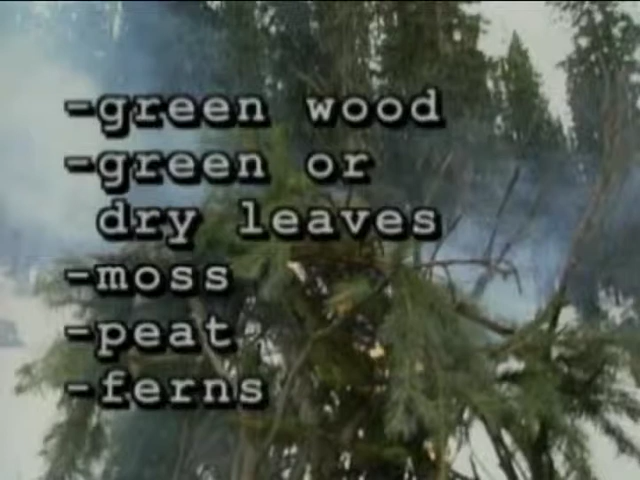 -green wood
-green or
dry leaves
-moss
-peat
-ferns